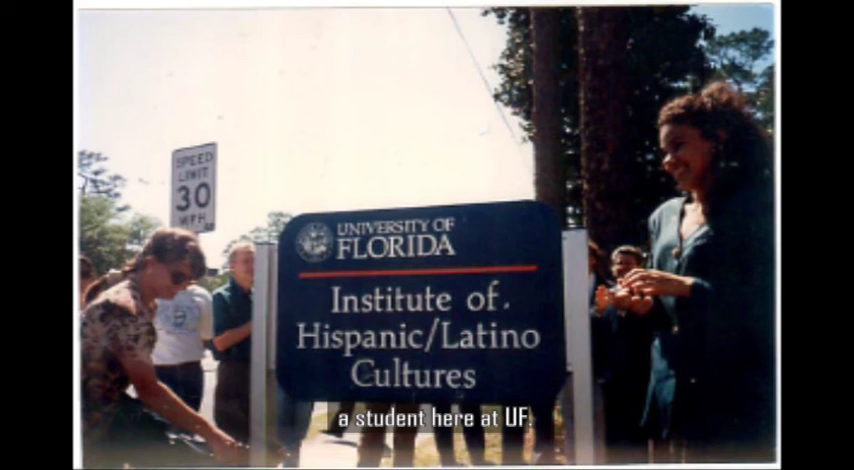 SPEED
LIMIT
30
MPH
UNIVERSITY OF
FLORIDA
Institute of
Hispanic/Latino
Cultures
a student here at UF.